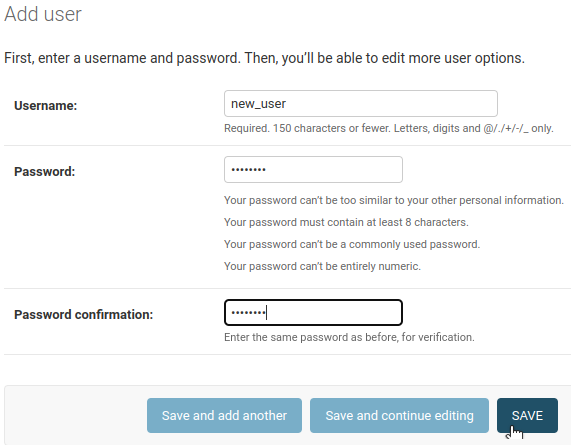 Add user
First, enter a username and password. Then, you’ll be able to edit more user options.
Username:
new_user
Required. 150 characters or fewer. Letters, digits and @/./+/-/_ only.
Password:
••••••••
Your password can’t be too similar to your other personal information.
Your password must contain at least 8 characters.
Your password can’t be a commonly used password.
Your password can’t be entirely numeric.
Password confirmation:
••••••••
Enter the same password as before, for verification.
Save and add another
Save and continue editing
SAVE